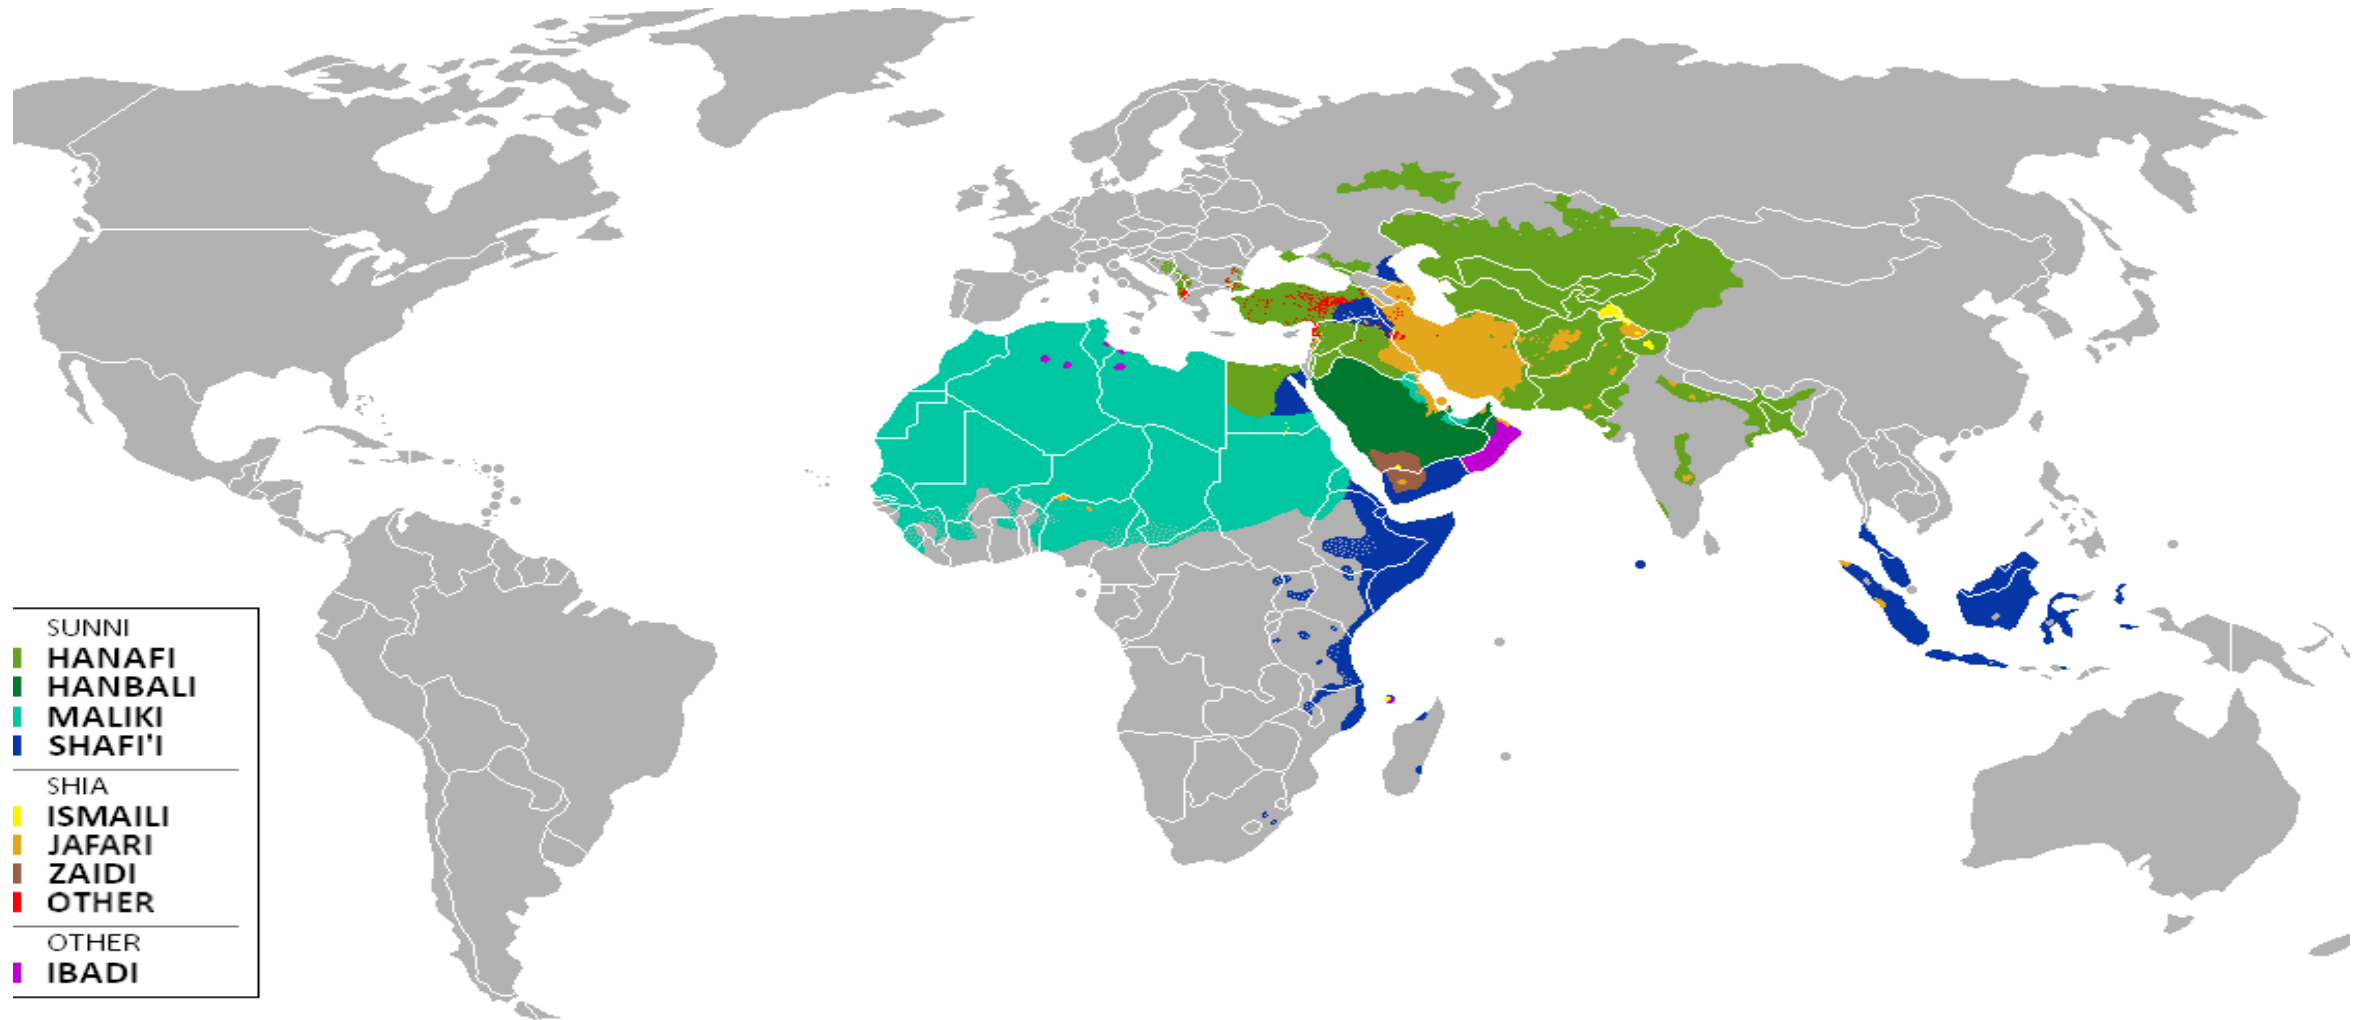 SUNNI
HANAFI
HANBALI
MALIKI
SHAFI'I
SHIA
ISMAILI
JAFARI
ZAIDI
OTHER
OTHER
IBADI